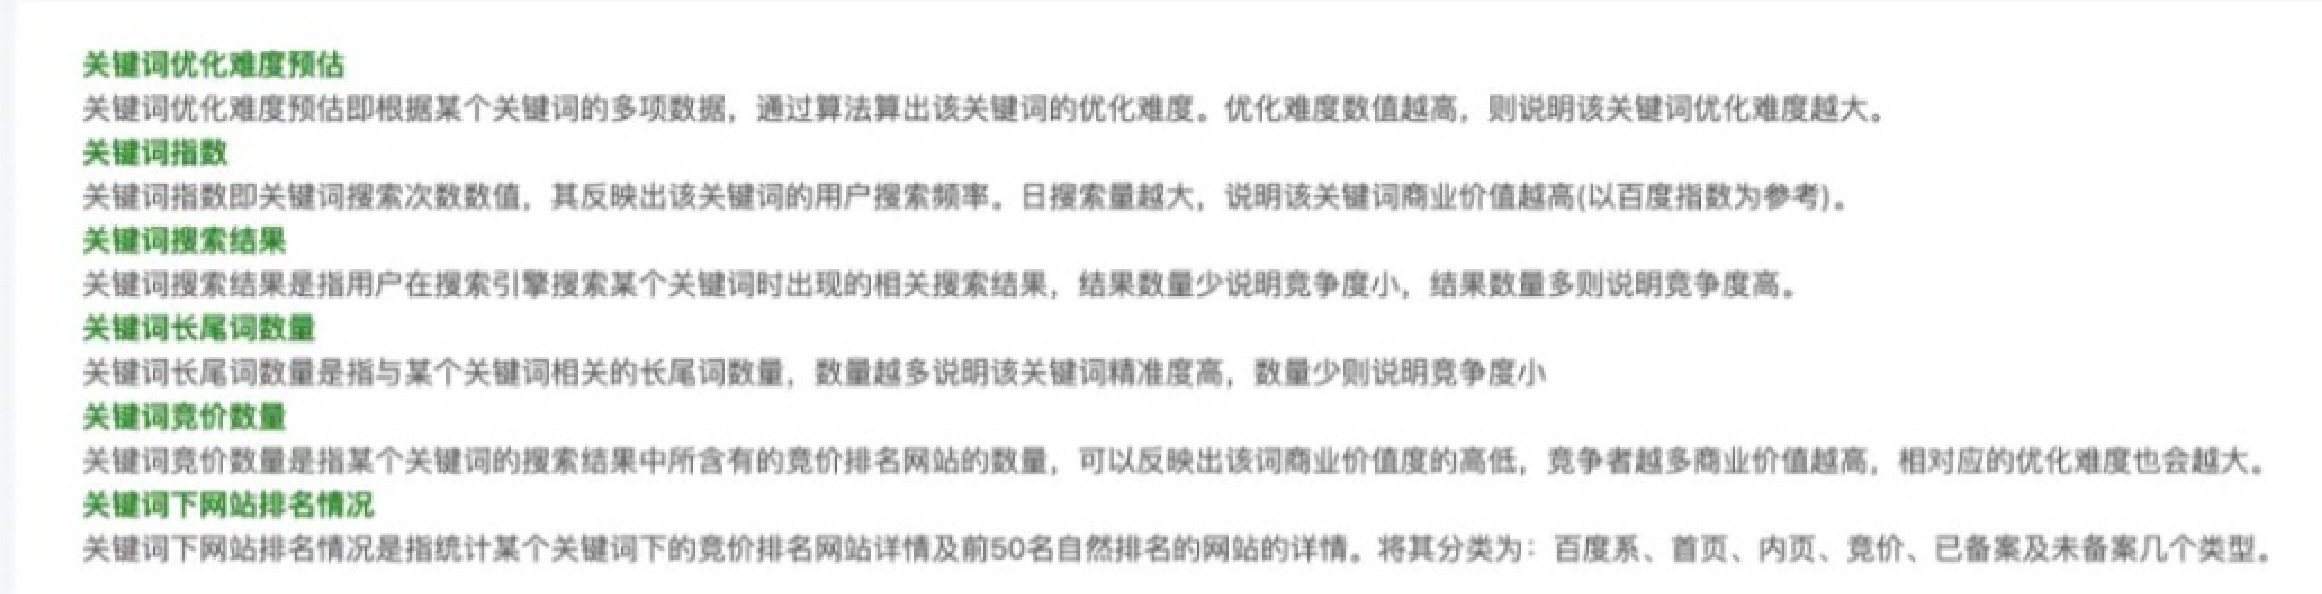 关键词优化难度预估
关键词优化难度预估即根据某个关键词的多项数据，通过算法算出该关键词的优化难度。优化难度数值越高，则说明该关键词优化难度越大。
关键词指数
关键词指数即关键词搜索次数数值，其反映出该关键词的用户搜索频率。日搜索量越大，说明该关键词商业价值越高(以百度指数为参考)。
关键词搜索结果
关键词搜索结果是指用户在搜索引擎搜索某个关键词时出现的相关搜索结果，结果数量少说明竞争度小，结果数量多则说明竞争度高。
关键词长尾词数量
关键词长尾词数量是指与某个关键词相关的长尾词数量，数量越多说明该关键词精准度高，数量少则说明竞争度小
关键词竞价数量
关键词竞价数量是指某个关键词的搜索结果中所含有的竞价排名网站的数量，可以反映出该词商业价值度的高低，竞争者越多商业价值越高，相对应的优化难度也会越大。
关键词下网站排名情况
关键词下网站排名情况是指统计某个关键词下的竞价排名网站详情及前50名自然排名的网站的详情。将其分类为：百度系、首页、内页、竞价、已备案及未备案几个类型。